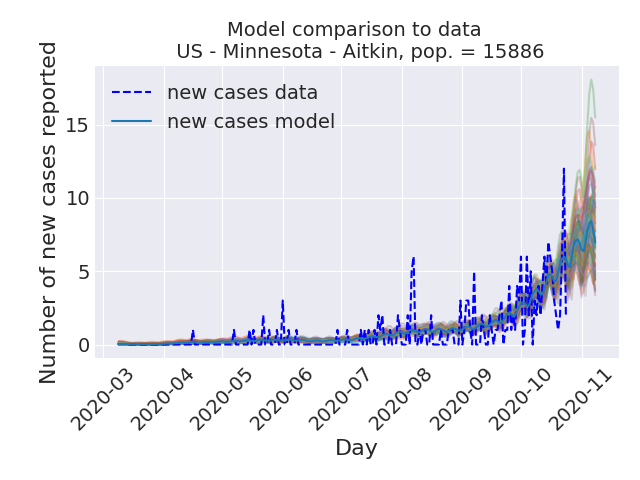 Model comparison to data
US - Minnesota - Aitkin, pop. = 15886
Number of new cases reported
new cases data
new cases model
15
10
5
0
2020-03
2020-04
2020-05
2020-06
2020-07
2020-08
2020-09
2020-10
2020-11
Day